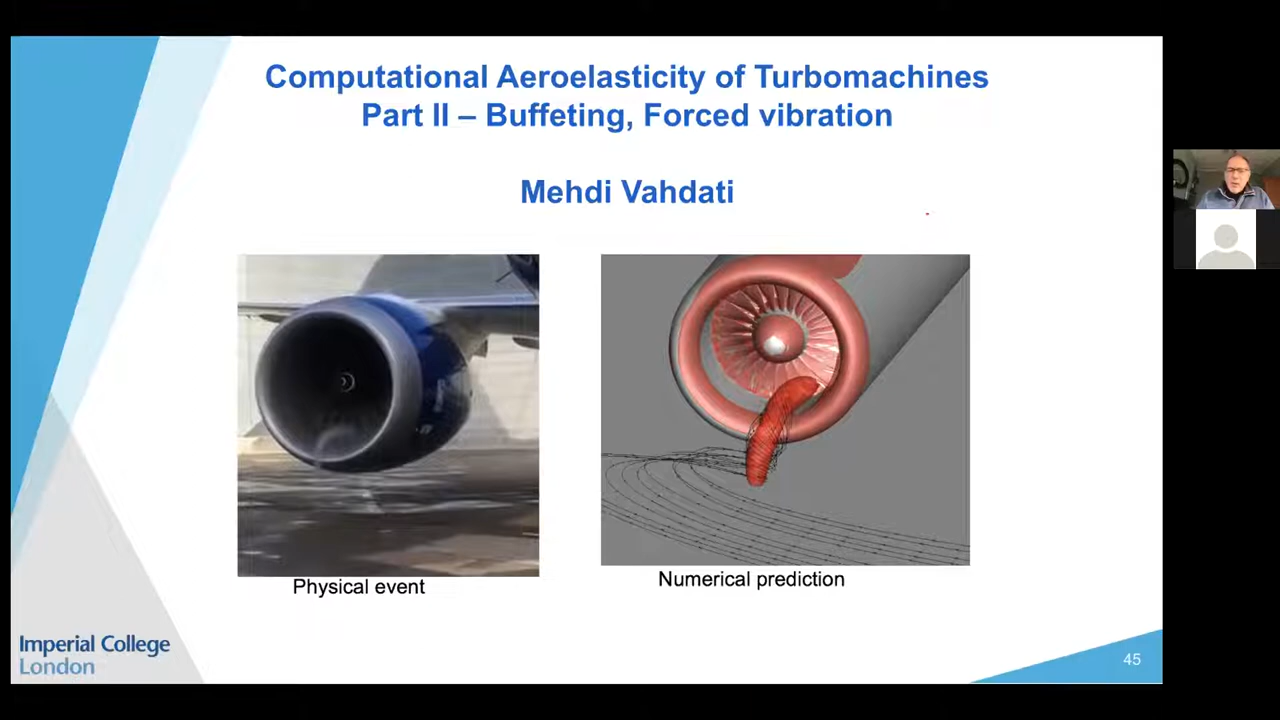 Computational Aeroelasticity of Turbomachines
Part II – Buffeting, Forced vibration
Mehdi Vahdati
Physical event
Numerical prediction
Imperial College
London
45